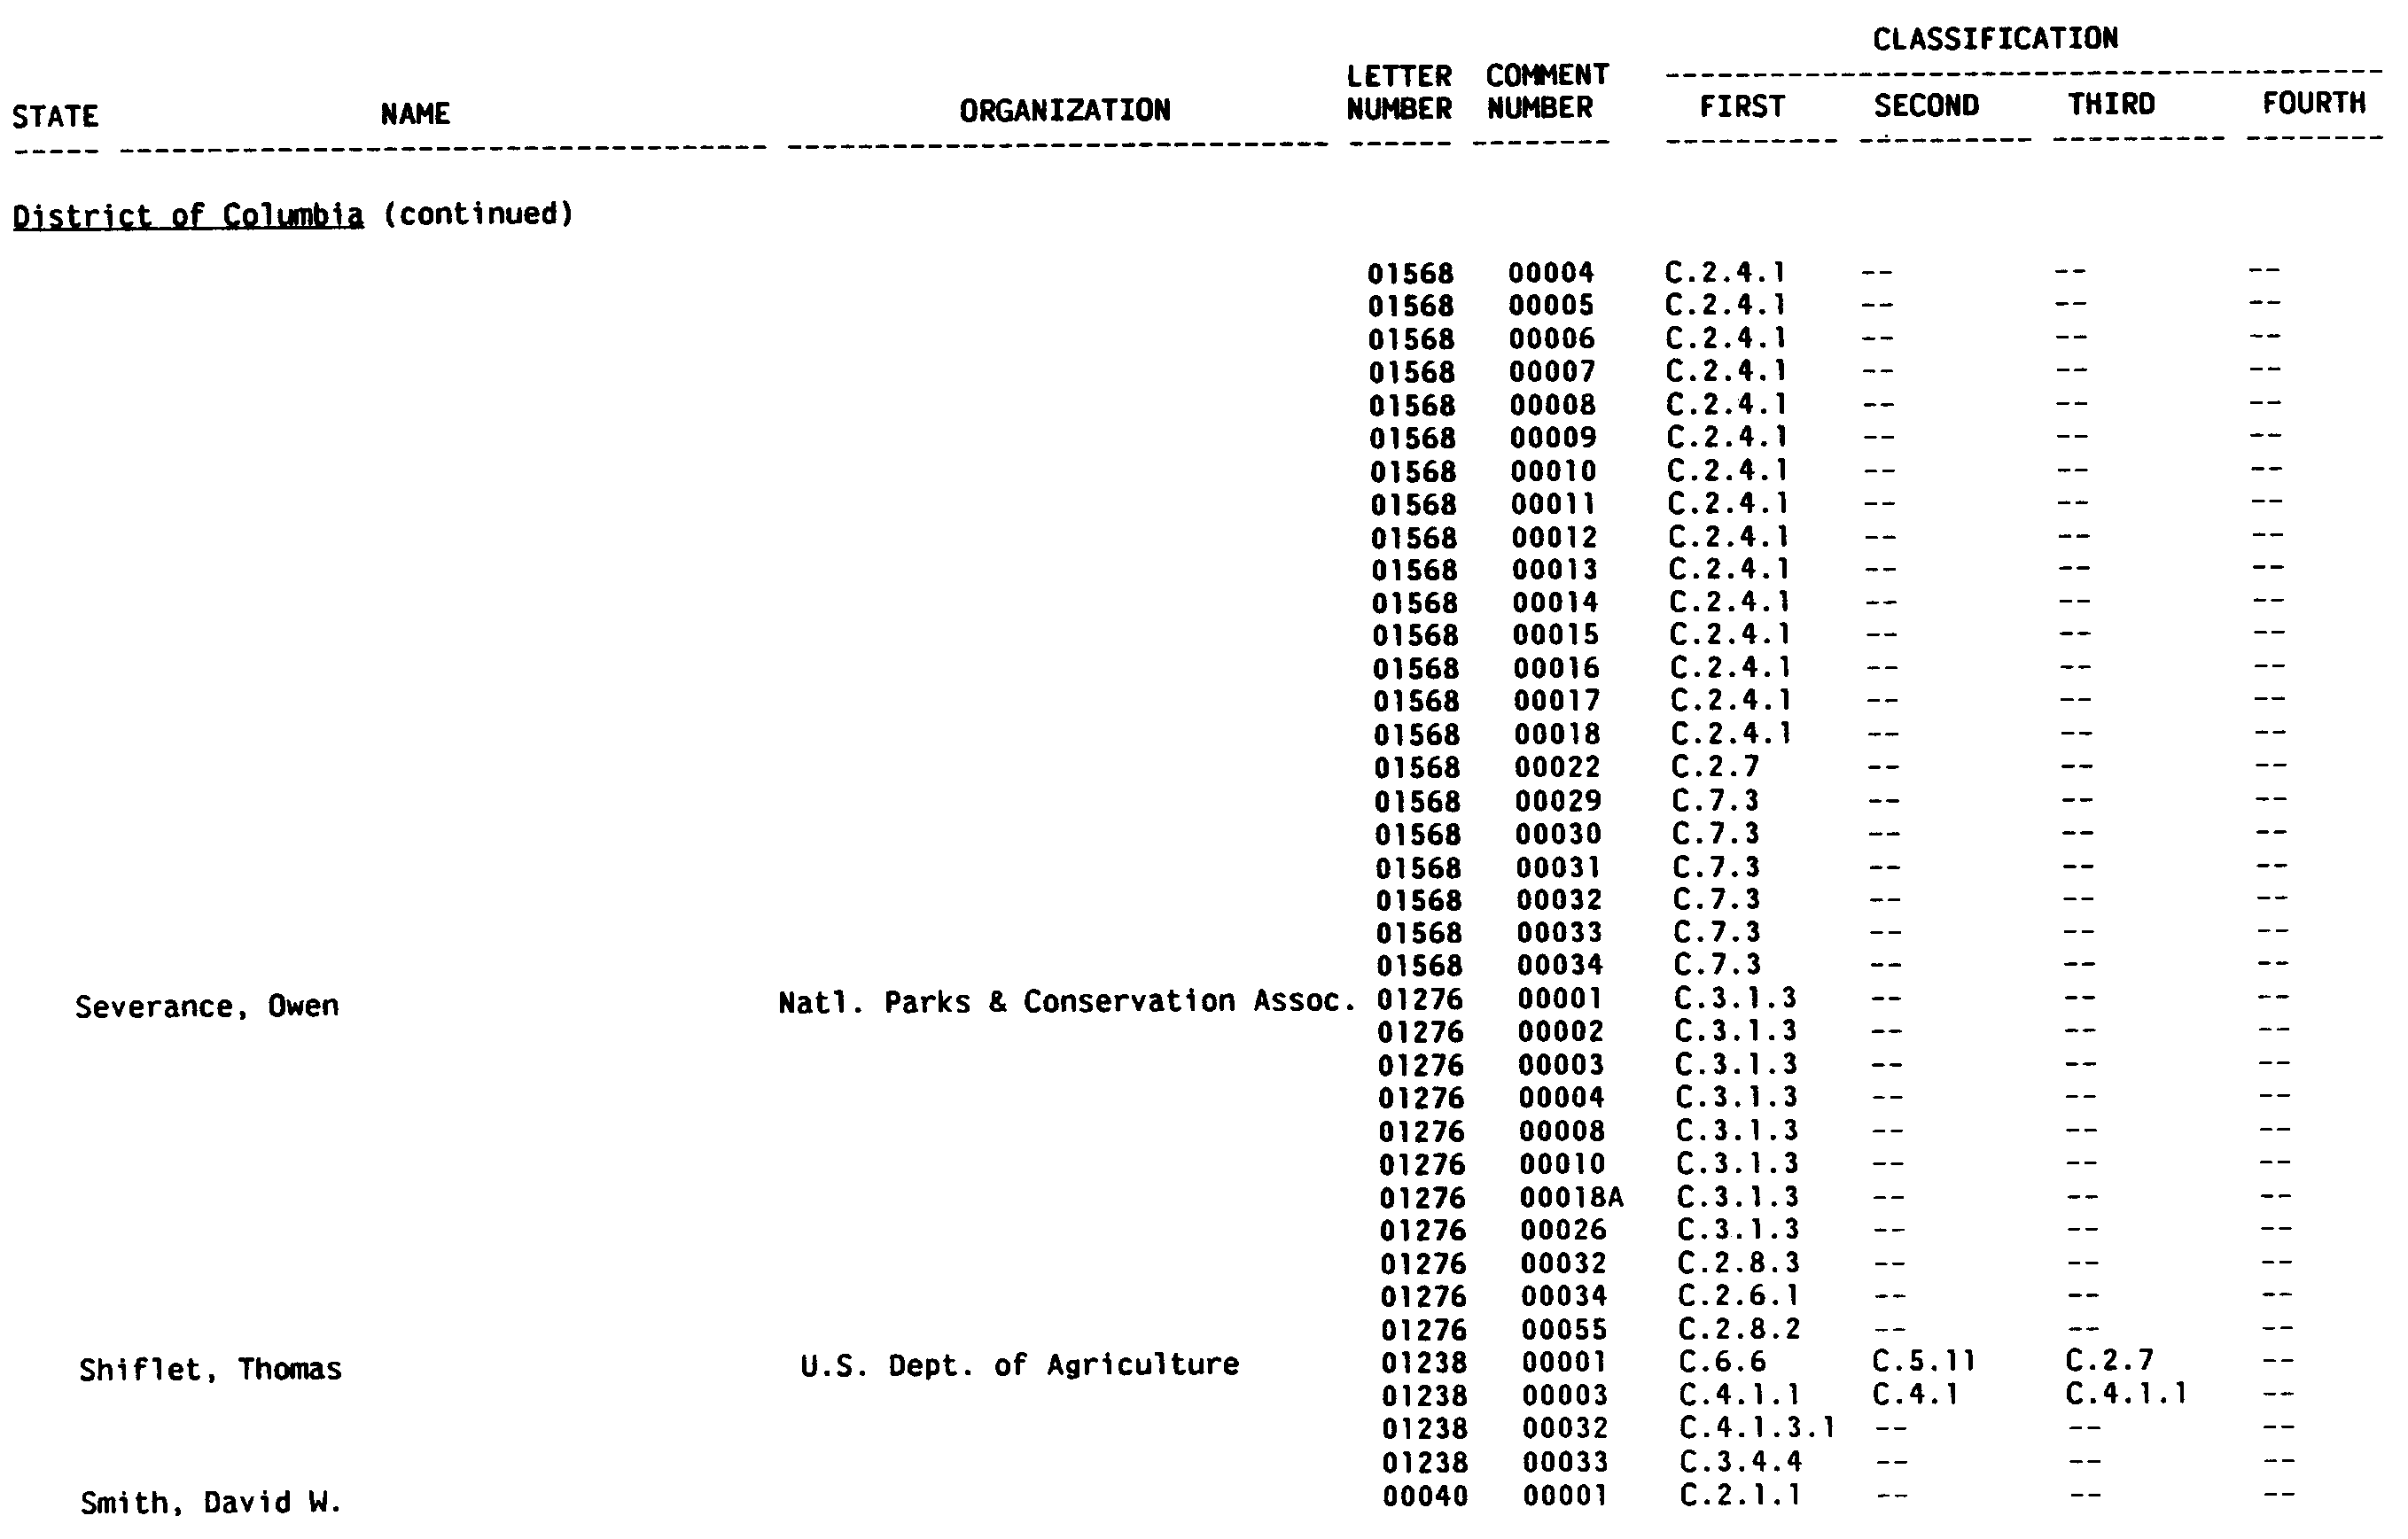 CLASSIFICATION
LETTER COMMENT ----------------------------------------
STATE NAME ORGANIZATION NUMBER NUMBER FIRST SECOND THIRD FOURTH
District of Columbia (continued)
01568 00004 C.2.4.1 -- -- --
01568 00005 C.2.4.1 -- -- --
01568 00006 C.2.4.1 -- -- --
01568 00007 C.2.4.1 -- -- --
01568 00008 C.2.4.1 -- -- --
01568 00009 C.2.4.1 -- -- --
01568 00010 C.2.4.1 -- -- --
01568 00011 C.2.4.1 -- -- --
01568 00012 C.2.4.1 -- -- --
01568 00013 C.2.4.1 -- -- --
01568 00014 C.2.4.1 -- -- --
01568 00015 C.2.4.1 -- -- --
01568 00016 C.2.4.1 -- -- --
01568 00017 C.2.4.1 -- -- --
01568 00018 C.2.4.1 -- -- --
01568 00022 C.2.7 -- -- --
01568 00029 C.7.3 -- -- --
01568 00030 C.7.3 -- -- --
01568 00031 C.7.3 -- -- --
01568 00032 C.7.3 -- -- --
01568 00033 C.7.3 -- -- --
01568 00034 C.7.3 -- -- --
Severance, Owen Natl. Parks & Conservation Assoc. 01276 00001 C.3.1.3 -- -- --
01276 00002 C.3.1.3 -- -- --
01276 00003 C.3.1.3 -- -- --
01276 00004 C.3.1.3 -- -- --
01276 00008 C.3.1.3 -- -- --
01276 00010 C.3.1.3 -- -- --
01276 00018A C.3.1.3 -- -- --
01276 00026 C.3.1.3 -- -- --
01276 00032 C.2.8.3 -- -- --
01276 00034 C.2.6.1 -- -- --
01276 00055 C.2.8.2 -- -- --
Shiflet, Thomas U.S. Dept. of Agriculture 01238 00001 C.6.6 C.5.11 C.2.7 --
01238 00003 C.4.1.1 C.4.1 C.4.1.1 --
01238 00032 C.4.1.3.1 -- -- --
01238 00033 C.3.4.4 -- -- --
Smith, David W. 00040 00001 C.2.1.1 -- -- --